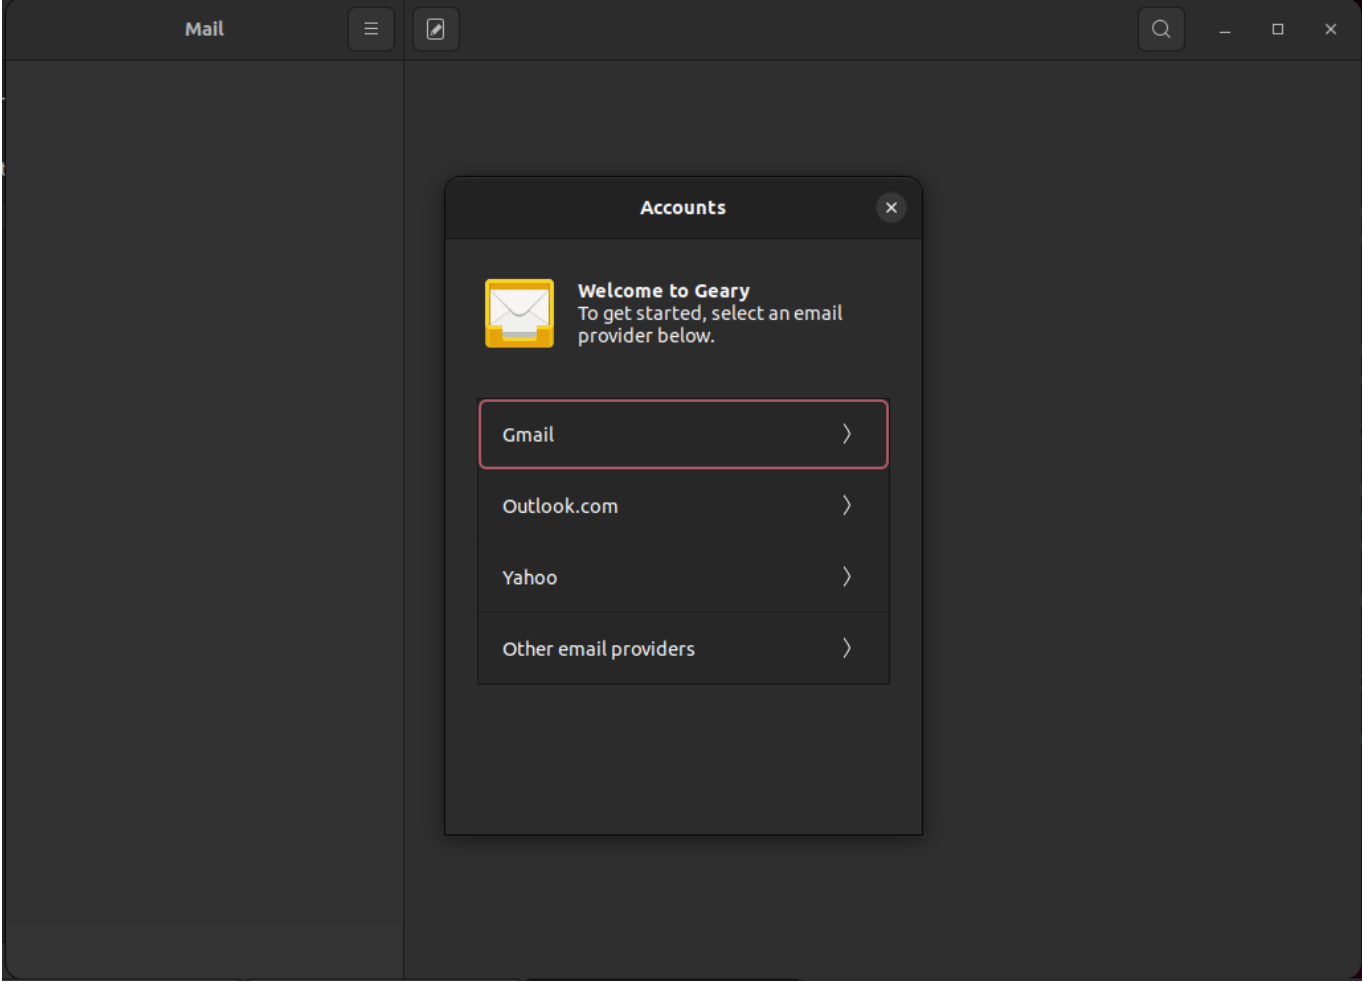 Mail
Accounts
Welcome to Geary
To get started, select an email
provider below.
Gmail
Outlook.com
Yahoo
Other email providers